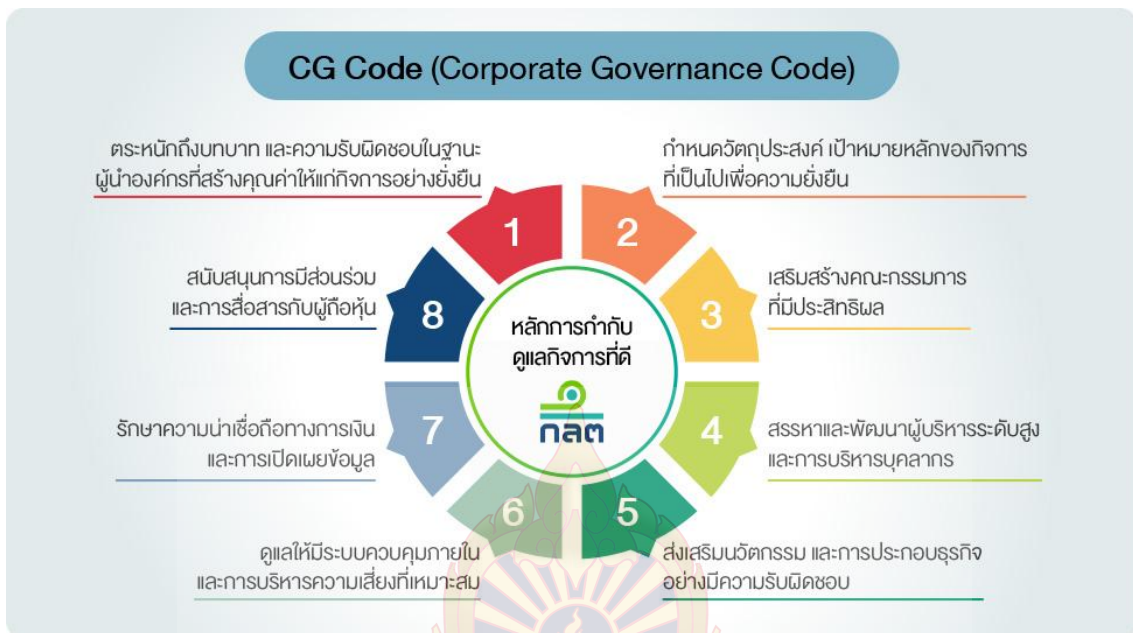 CG Code (Corporate Governance Code)
ตระหนักถึงบทบาท และความรับผิดชอบในฐานะ
ผู้นำองค์กรที่สร้างคุณค่าให้แก่กิจการอย่างยั่งยืน
1
กำหนดวัตถุประสงค์ เป้าหมายหลักของกิจการ
ที่เป็นไปเพื่อความยั่งยืน
2
เสริมสร้างคณะกรรมการ
ที่มีประสิทธิผล
3
สรรหาและพัฒนาผู้บริหารระดับสูง
และการบริหารบุคลากร
4
ส่งเสริมนวัตกรรม และการประกอบธุรกิจ
อย่างมีความรับผิดชอบ
5
ดูแลให้มีระบบควบคุมภายใน
และการบริหารความเสี่ยงที่เหมาะสม
6
รักษาความน่าเชื่อถือทางการเงิน
และการเปิดเผยข้อมูล
7
สนับสนุนการมีส่วนร่วม
และการสื่อสารกับผู้ถือหุ้น
8
หลักการกำกับ
ดูแลกิจการที่ดี
กลต